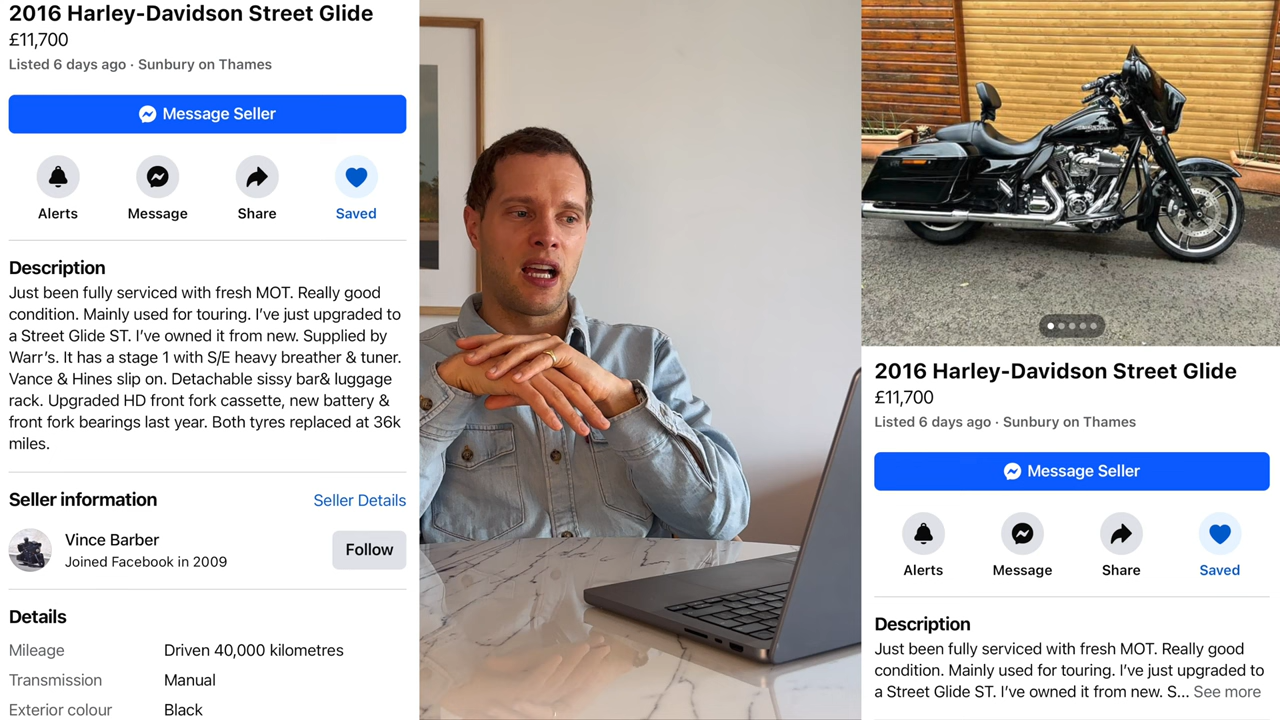 2016 Harley-Davidson Street Glide
£11,700
Listed 6 days ago · Sunbury on Thames
Message Seller
Alerts
Message
Share
Saved
Description
Just been fully serviced with fresh MOT. Really good
condition. Mainly used for touring. I've just upgraded to
a Street Glide ST. I've owned it from new. Supplied by
Warr's. It has a stage 1 with S/E heavy breather & tuner.
Vance & Hines slip on. Detachable sissy bar& luggage
rack. Upgraded HD front fork cassette, new battery &
front fork bearings last year. Both tyres replaced at 36k
miles.
Seller information
Seller Details
Vince Barber
Joined Facebook in 2009
Follow
Details
Mileage
Driven 40,000 kilometres
Transmission
Manual
Exterior colour
Black
2016 Harley-Davidson Street Glide
£11,700
Listed 6 days ago · Sunbury on Thames
Message Seller
Alerts
Message
Share
Saved
Description
Just been fully serviced with fresh MOT. Really good
condition. Mainly used for touring. I've just upgraded to
a Street Glide ST. I've owned it from new. S... See more